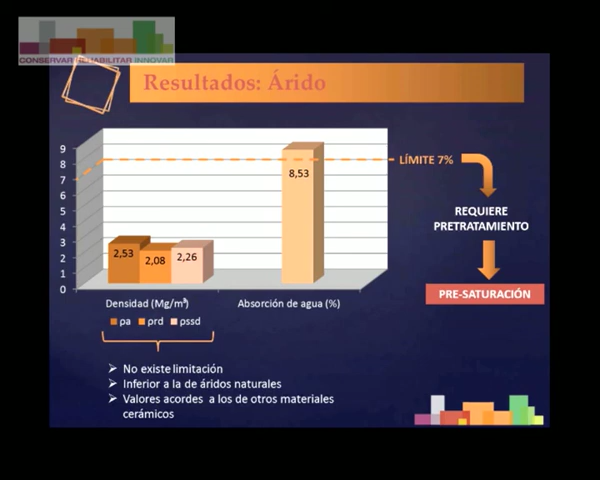 CONSERVAR REHABILITAR INNOVAR
Resultados: Árido
9
8
7
6
5
4
3
2
1
0
LÍMITE 7%
8,53
2,53
2,08
2,26
REQUIERE
PRETRATAMIENTO
PRE-SATURACIÓN
Densidad (Mg/m³)
Absorción de agua (%)
ρa ρrd ρssd
➢ No existe limitación
➢ Inferior a la de áridos naturales
➢ Valores acordes a los de otros materiales
cerámicos